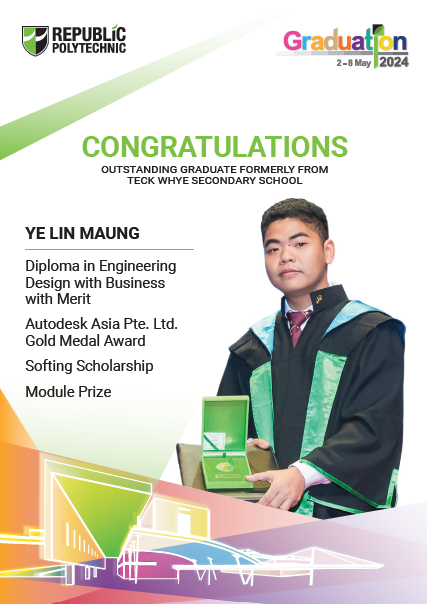 REPUBLIC
POLYTECHNIC
Graduation
2 – 8 May 2024
CONGRATULATIONS
OUTSTANDING GRADUATE FORMERLY FROM
TECK WHYE SECONDARY SCHOOL
YE LIN MAUNG
Diploma in Engineering
Design with Business
with Merit
Autodesk Asia Pte. Ltd.
Gold Medal Award
Softing Scholarship
Module Prize